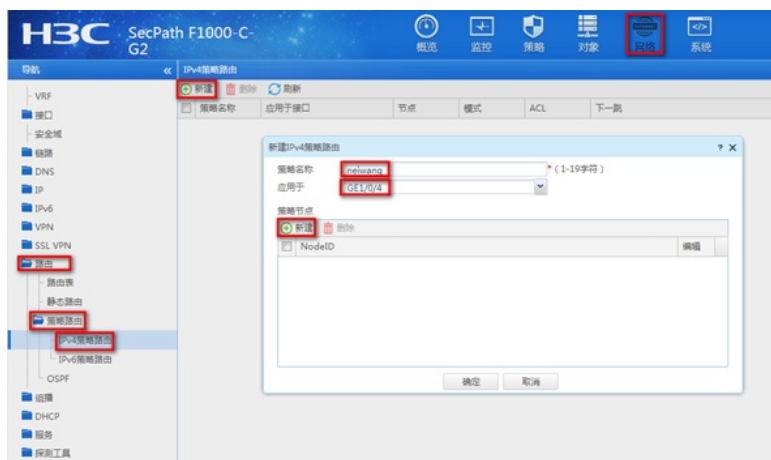 H3C SecPath F1000-C-G2
概览 监控 策略 对象 网络 系统
导航 « IPv4策略路由
新建 删除 刷新
策略名称 应用于接口 节点 模式 ACL 下一跳
VRF
接口
安全域
链路
DNS
IP
IPv6
VPN
SSL VPN
路由
路由表
静态路由
策略路由
IPv4策略路由
IPv6策略路由
OSPF
组播
DHCP
服务
探测工具
新建IPv4策略路由 ? X
策略名称 neiwang * (1-19字符)
应用于 GE1/0/4
策略节点
新建 删除
NodeID 编辑
确定 取消